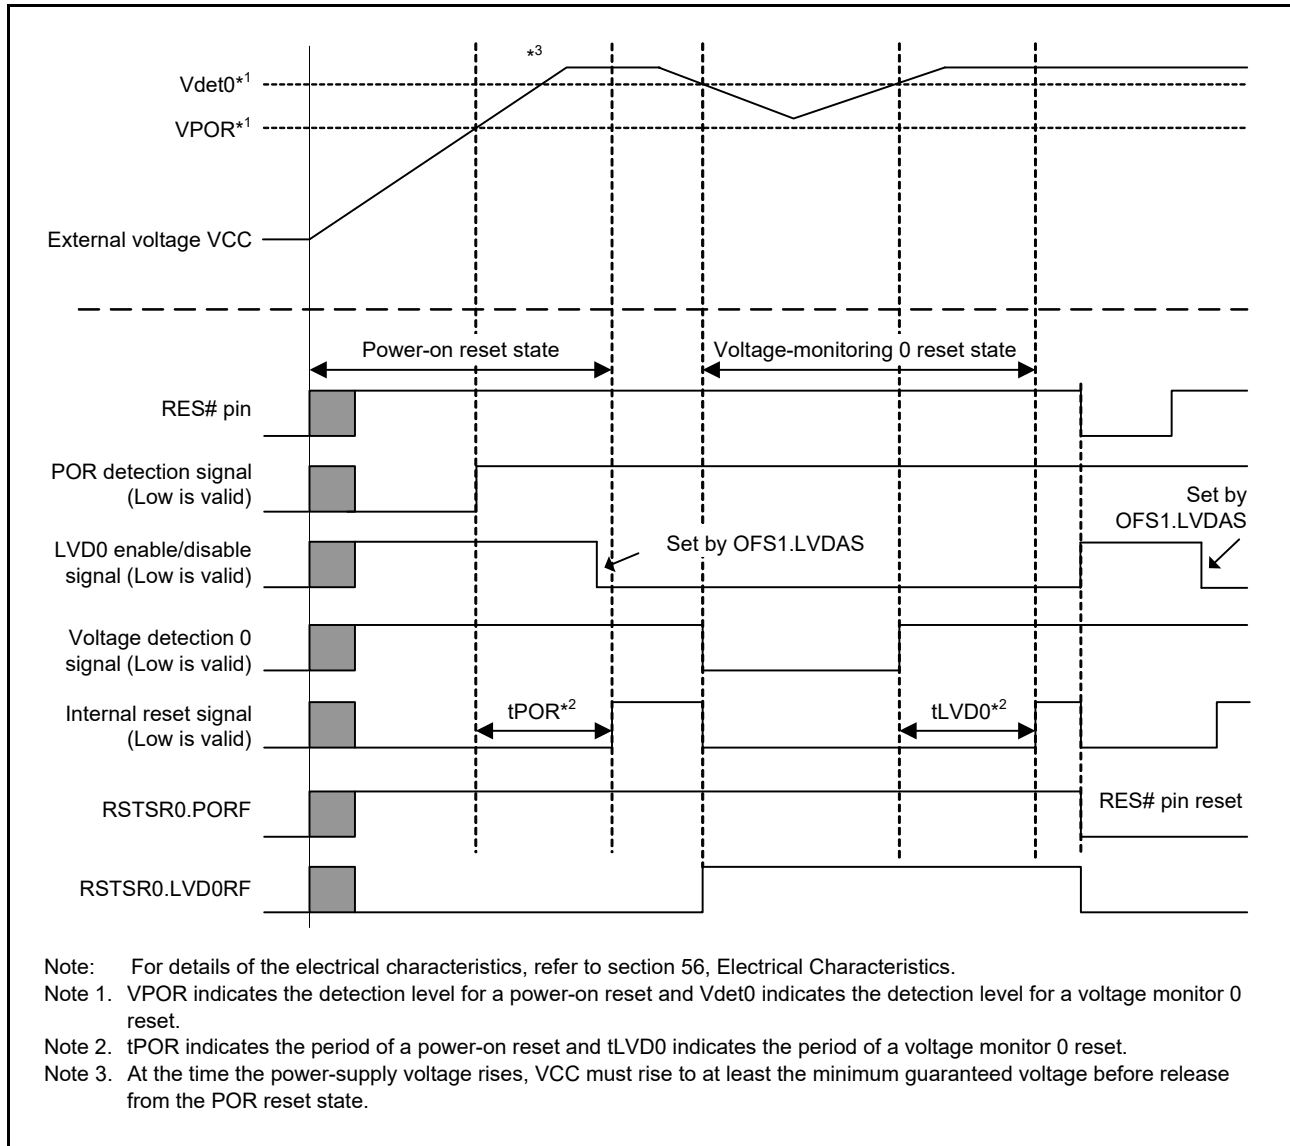 *3
Vdet0*1
VPOR*1
External voltage VCC
Power-on reset state
Voltage-monitoring 0 reset state
RES# pin
POR detection signal
(Low is valid)
Set by
OFS1.LVDAS
LVD0 enable/disable
signal (Low is valid)
Set by OFS1.LVDAS
Voltage detection 0
signal (Low is valid)
Internal reset signal
(Low is valid)
tPOR*2
tLVD0*2
RSTSR0.PORF
RES# pin reset
RSTSR0.LVD0RF
Note: For details of the electrical characteristics, refer to section 56, Electrical Characteristics.
Note 1. VPOR indicates the detection level for a power-on reset and Vdet0 indicates the detection level for a voltage monitor 0
reset.
Note 2. tPOR indicates the period of a power-on reset and tLVD0 indicates the period of a voltage monitor 0 reset.
Note 3. At the time the power-supply voltage rises, VCC must rise to at least the minimum guaranteed voltage before release
from the POR reset state.